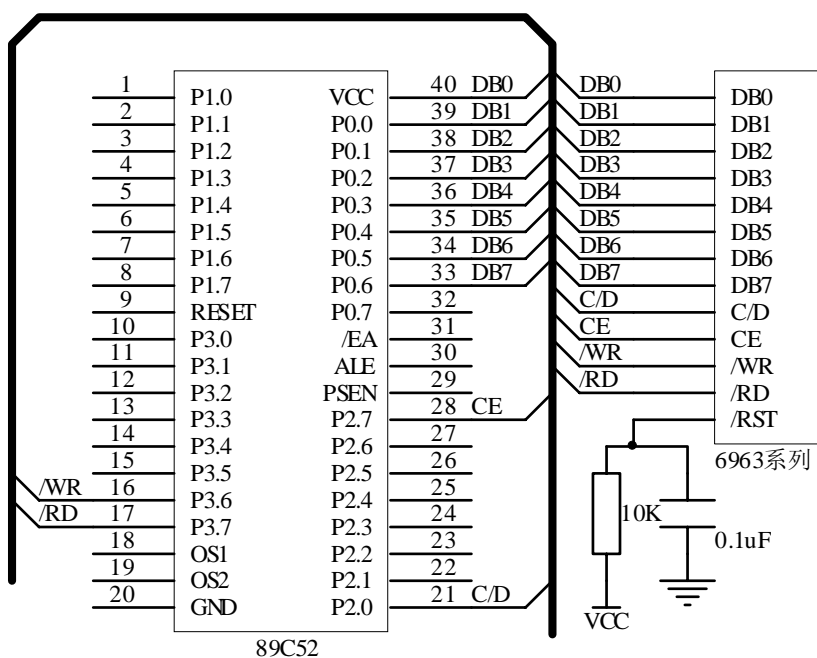 1 P1.0 VCC 40 DB0 DB0 DB0
2 P1.1 P0.0 39 DB1 DB1 DB1
3 P1.2 P0.1 38 DB2 DB2 DB2
4 P1.3 P0.2 37 DB3 DB3 DB3
5 P1.4 P0.3 36 DB4 DB4 DB4
6 P1.5 P0.4 35 DB5 DB5 DB5
7 P1.6 P0.5 34 DB6 DB6 DB6
8 P1.7 P0.6 33 DB7 DB7 DB7
9 RESET P0.7 32 C/D C/D
10 P3.0 /EA 31 CE CE
11 P3.1 ALE 30 /WR /WR
12 P3.2 PSEN 29 /RD /RD
13 P3.3 P2.7 28 CE /RST
14 P3.4 P2.6 27
6963系列
15 P3.5 P2.5 26
/WR 16 P3.6 P2.4 25
/RD 17 P3.7 P2.3 24 10K
18 OS1 P2.2 23 0.1uF
19 OS2 P2.1 22
20 GND P2.0 21 C/D
VCC
89C52